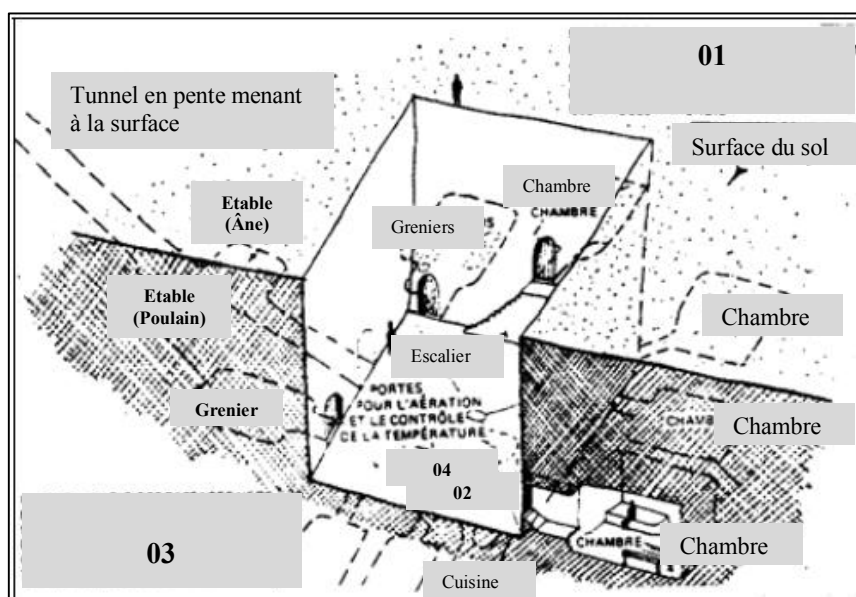 01
Tunnel en pente menant
à la surface
Surface du sol
Chambre
Etable
(Âne)
CHAMBRE
Greniers
Etable
(Poulain)
Chambre
Escalier
PORTES
POUR L'AÉRATION
ET LE CONTRÔLE
DE LA TEMPÉRATURE
Grenier
Chambre
04
02
03
CHAMBRE
Chambre
Cuisine